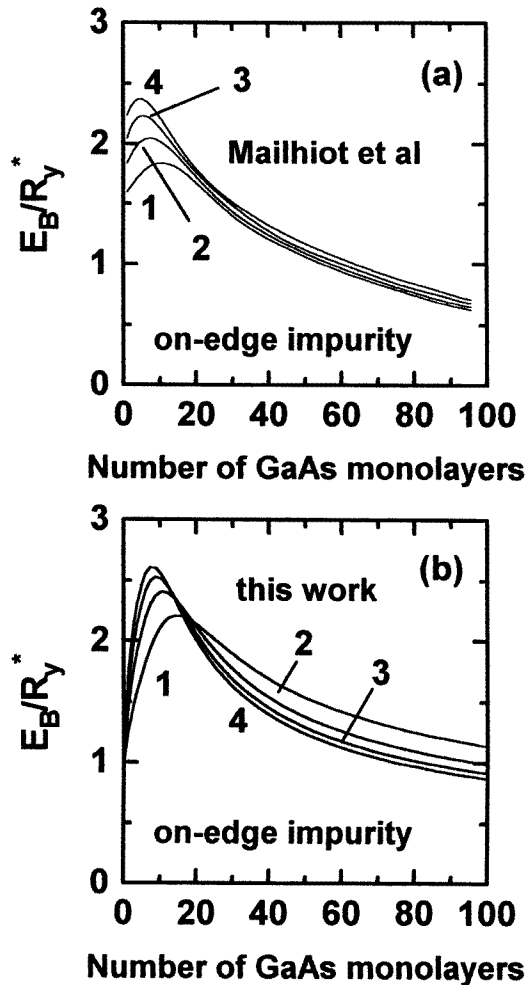 3
(a)
4
3
2
Mailhiot et al
E_B/R_y^*
1
2
1
on-edge impurity
0
0 20 40 60 80 100
Number of GaAs monolayers
3
(b)
this work
2
2
3
E_B/R_y^*
1
4
1
on-edge impurity
0
0 20 40 60 80 100
Number of GaAs monolayers